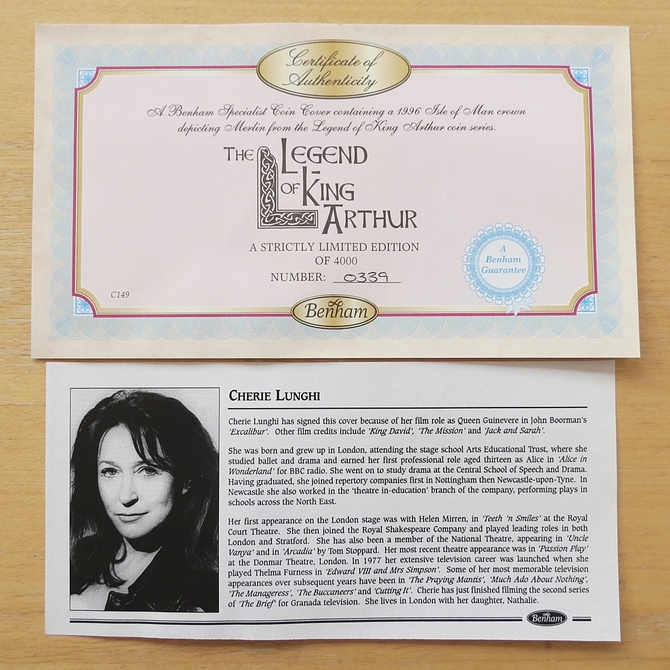 Certificate of
Authenticity
A Benham Specialist Coin Cover containing a 1996 Isle of Man crown
depicting Merlin from the Legend of King Arthur coin series.
THE LEGEND
OF KING
ARTHUR
A STRICTLY LIMITED EDITION
OF 4000
NUMBER: 0339
A
Benham
Guarantee
C149
Benham
CHERIE LUNGHI
Cherie Lunghi has signed this cover because of her film role as Queen Guinevere in John Boorman's
'Excalibur'. Other film credits include 'King David', 'The Mission' and 'Jack and Sarah'.
She was born and grew up in London, attending the stage school Arts Educational Trust, where she
studied ballet and drama and earned her first professional role aged thirteen as Alice in 'Alice in
Wonderland' for BBC radio. She went on to study drama at the Central School of Speech and Drama.
Having graduated, she joined repertory companies first in Nottingham then Newcastle-upon-Tyne. In
Newcastle she also worked in the 'theatre in-education' branch of the company, performing plays in
schools across the North East.
Her first appearance on the London stage was with Helen Mirren, in 'Teeth 'n Smiles' at the Royal
Court Theatre. She then joined the Royal Shakespeare Company and played leading roles in both
London and Stratford. She has also been a member of the National Theatre, appearing in 'Uncle
Vanya' and in 'Arcadia' by Tom Stoppard. Her most recent theatre appearance was in 'Passion Play'
at the Donmar Theatre, London. In 1977 her extensive television career was launched when she
played Thelma Furness in 'Edward VIII and Mrs Simpson'. Some of her most memorable television
appearances over subsequent years have been in 'The Praying Mantis', 'Much Ado About Nothing',
'The Manageress', 'The Buccaneers' and 'Cutting It'. Cherie has just finished filming the second series
of 'The Brief' for Granada television. She lives in London with her daughter, Nathalie.
Benham